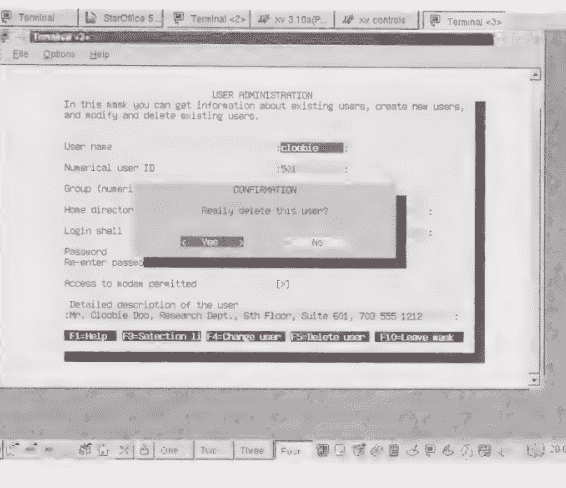 Terminal StarOffice 5... Terminal <2> xv 3.10a(P... xv controls Terminal <3>
Terminal <2>
File Options Help
USER ADMINISTRATION
In this mask you can get information about existing users, create new users,
and modify and delete existing users.
User name :cloobie :
Numerical user ID :501 :
Group (numeri
CONFIRMATION
Home director Really delete this user? :
Login shell :
< Yes > No
Password
Re-enter passwo
Access to modem permitted [X]
Detailed description of the user
:Mr. Cloobie Doo, Research Dept., 6th Floor, Suite 601, 703 555 1212 :
F1=Help F3=Selection li F4=Change user F5=Delete user F10=Leave mask
One Two Three Four